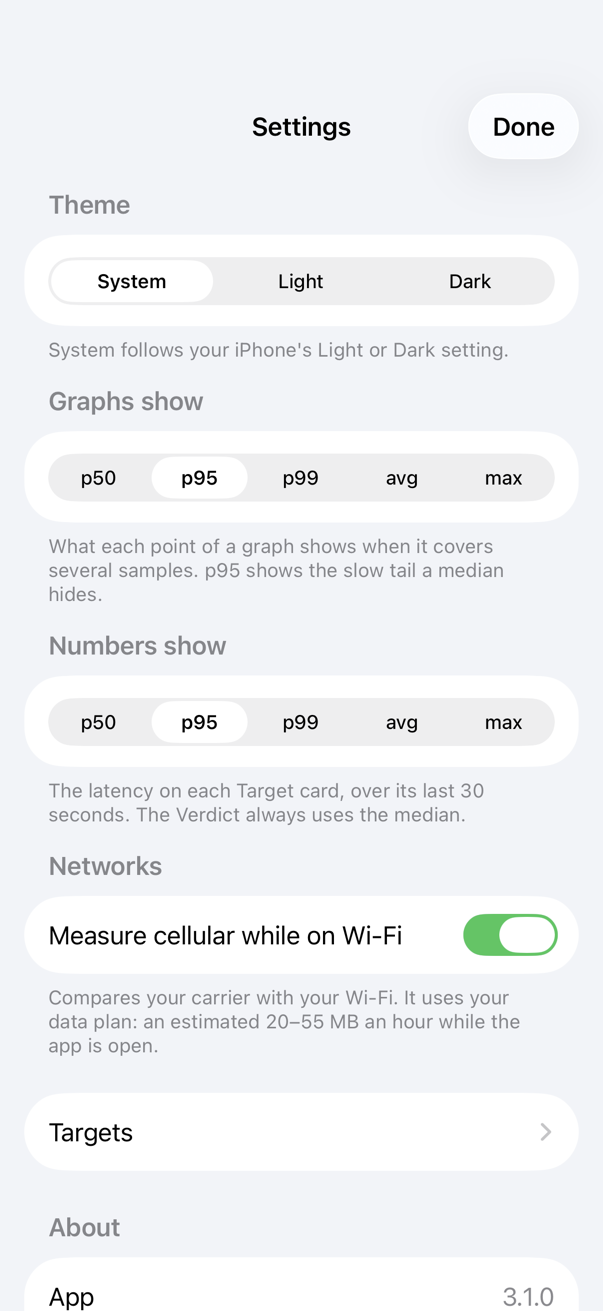 Settings
Done
Theme
System
Light
Dark
System follows your iPhone's Light or Dark setting.
Graphs show
p50
p95
p99
avg
max
What each point of a graph shows when it covers
several samples. p95 shows the slow tail a median
hides.
Numbers show
p50
p95
p99
avg
max
The latency on each Target card, over its last 30
seconds. The Verdict always uses the median.
Networks
Measure cellular while on Wi-Fi
Compares your carrier with your Wi-Fi. It uses your
data plan: an estimated 20–55 MB an hour while the
app is open.
Targets
About
App
3.1.0